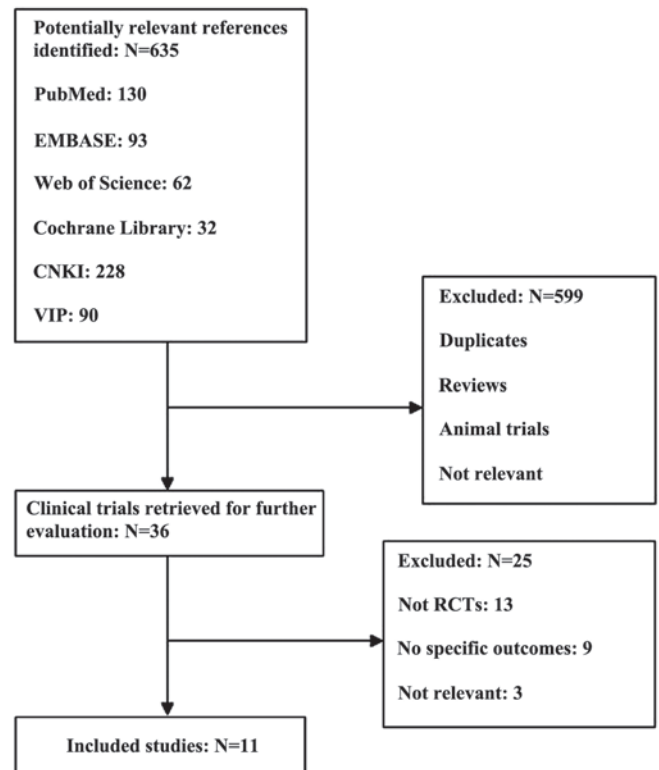 Potentially relevant references
identified: N=635
PubMed: 130
EMBASE: 93
Web of Science: 62
Cochrane Library: 32
CNKI: 228
VIP: 90
Excluded: N=599
Duplicates
Reviews
Animal trials
Not relevant
Clinical trials retrieved for further
evaluation: N=36
Excluded: N=25
Not RCTs: 13
No specific outcomes: 9
Not relevant: 3
Included studies: N=11